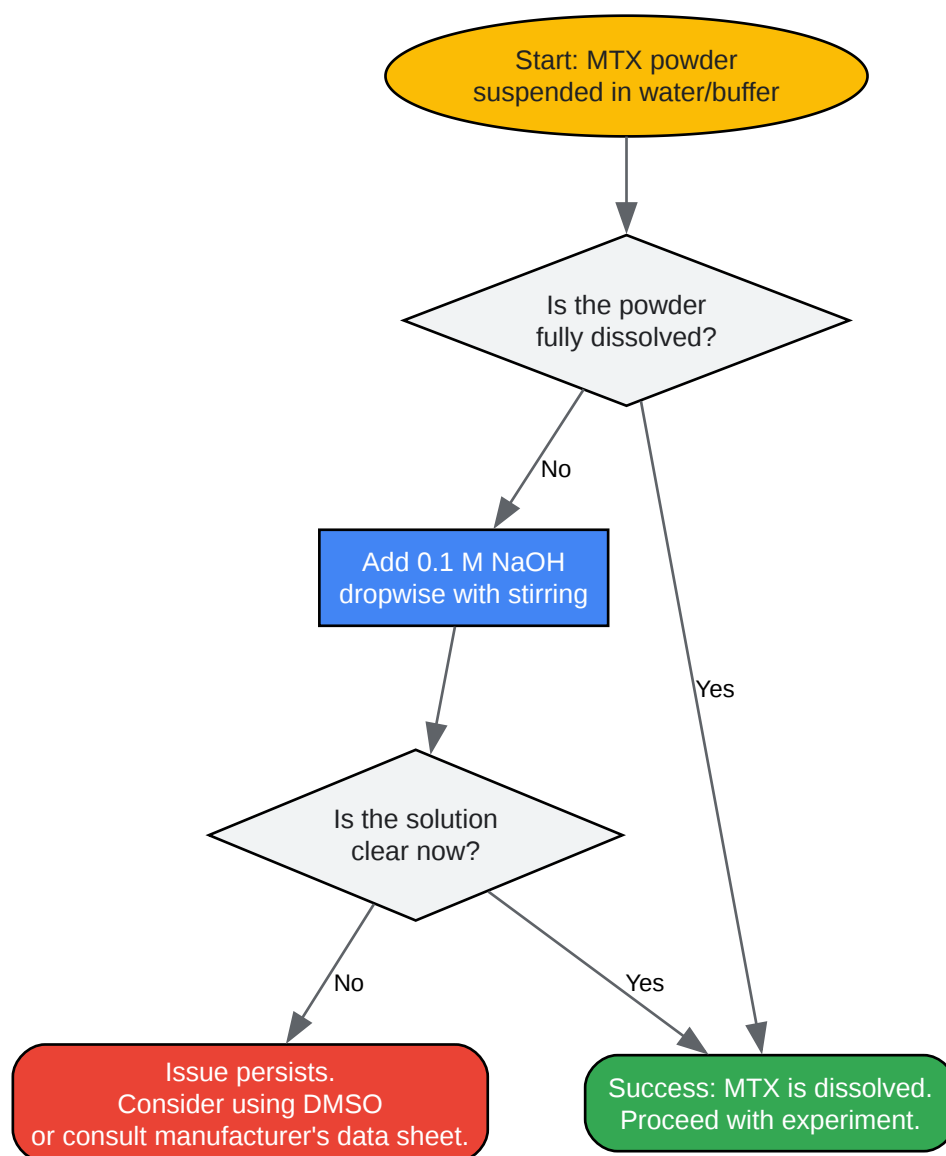 Start: MTX powder
suspended in water/buffer
Is the powder
fully dissolved?
No
Add 0.1 M NaOH
dropwise with stirring
Yes
Is the solution
clear now?
No
Yes
Issue persists.
Consider using DMSO
or consult manufacturer's data sheet.
Success: MTX is dissolved.
Proceed with experiment.